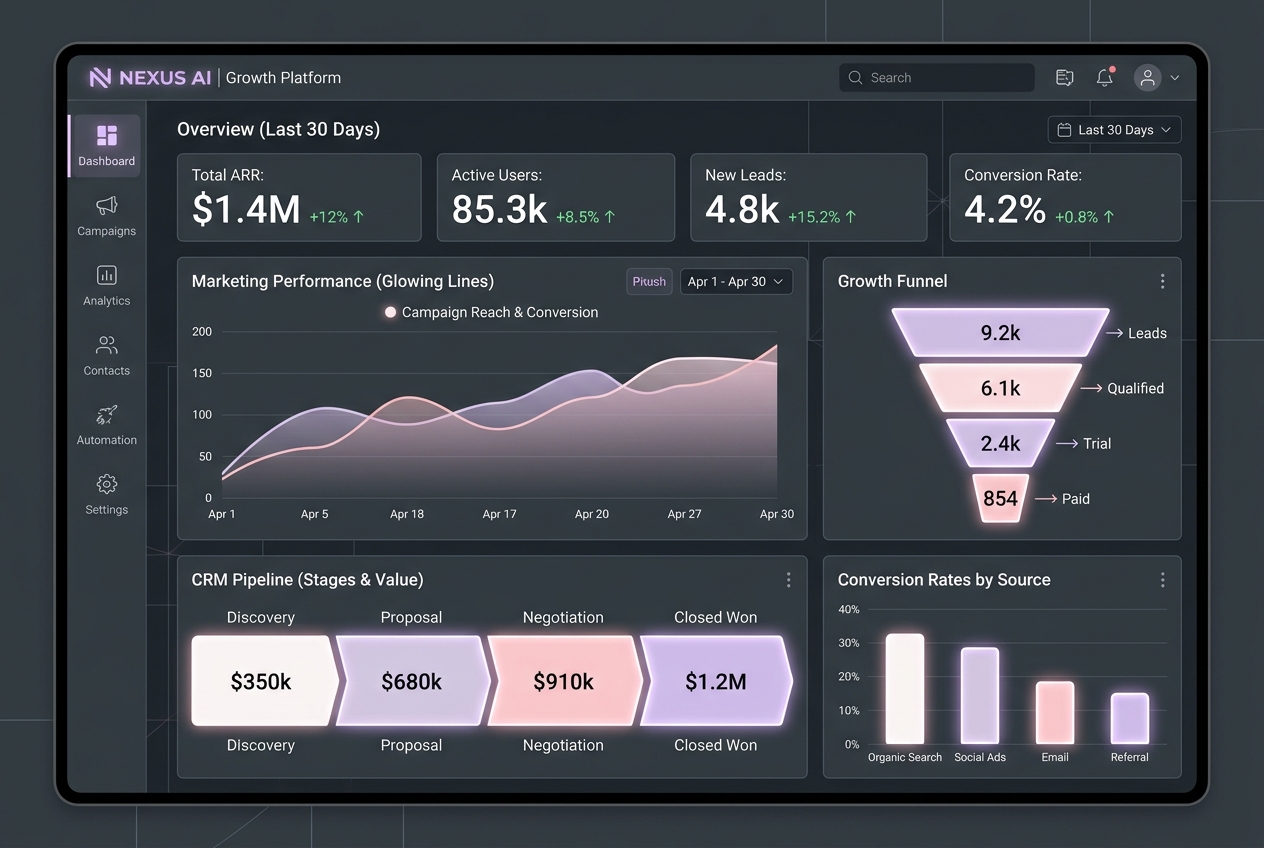 NEXUS AI | Growth Platform
Search
Dashboard
Campaigns
Analytics
Contacts
Automation
Settings
Overview (Last 30 Days)
Last 30 Days
Total ARR:
$1.4M +12% ↑
Active Users:
85.3k +8.5% ↑
New Leads:
4.8k +15.2% ↑
Conversion Rate:
4.2% +0.8% ↑
Marketing Performance (Glowing Lines)
Pitush
Apr 1 - Apr 30
Campaign Reach & Conversion
200
150
100
50
0
Apr 1 Apr 5 Apr 18 Apr 17 Apr 20 Apr 27 Apr 30
Growth Funnel
9.2k → Leads
6.1k → Qualified
2.4k → Trial
854 → Paid
CRM Pipeline (Stages & Value)
Discovery Proposal Negotiation Closed Won
$350k $680k $910k $1.2M
Discovery Proposal Negotiation Closed Won
Conversion Rates by Source
40%
30%
20%
10%
0%
Organic Search Social Ads Email Referral